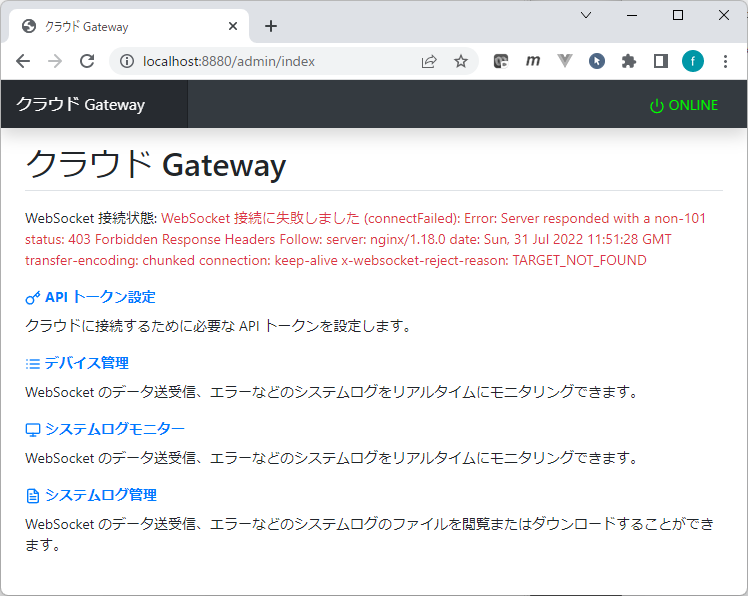 クラウド Gateway
localhost:8880/admin/index
m
f
クラウド Gateway
ONLINE
クラウド Gateway
WebSocket 接続状態: WebSocket 接続に失敗しました (connectFailed): Error: Server responded with a non-101
status: 403 Forbidden Response Headers Follow: server: nginx/1.18.0 date: Sun, 31 Jul 2022 11:51:28 GMT
transfer-encoding: chunked connection: keep-alive x-websocket-reject-reason: TARGET_NOT_FOUND
API トークン設定
クラウドに接続するために必要な API トークンを設定します。
デバイス管理
WebSocket のデータ送受信、エラーなどのシステムログをリアルタイムにモニタリングできます。
システムログモニター
WebSocket のデータ送受信、エラーなどのシステムログをリアルタイムにモニタリングできます。
システムログ管理
WebSocket のデータ送受信、エラーなどのシステムログのファイルを閲覧またはダウンロードすることができ
ます。